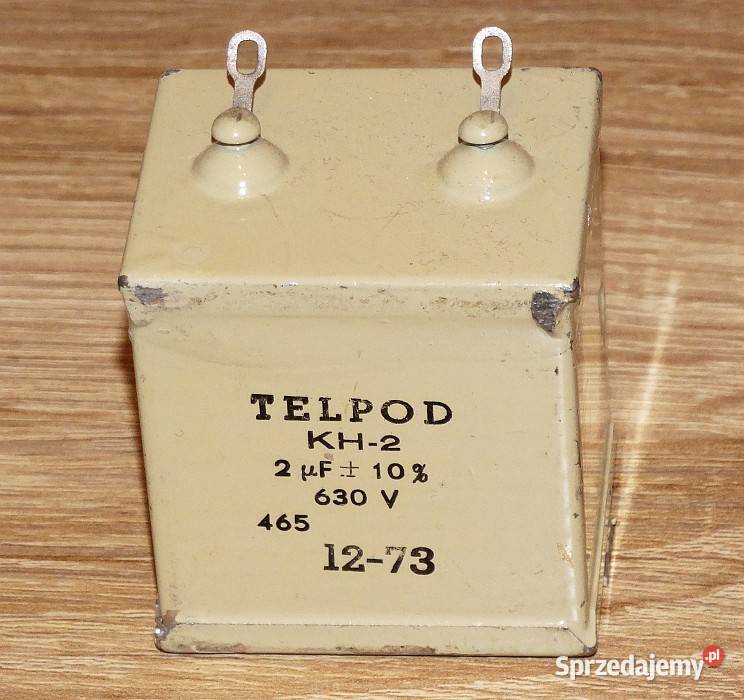 TELPOD
KH-2
2 µF ± 10%
630 V
465
12-73
Sprzedajemy.pl